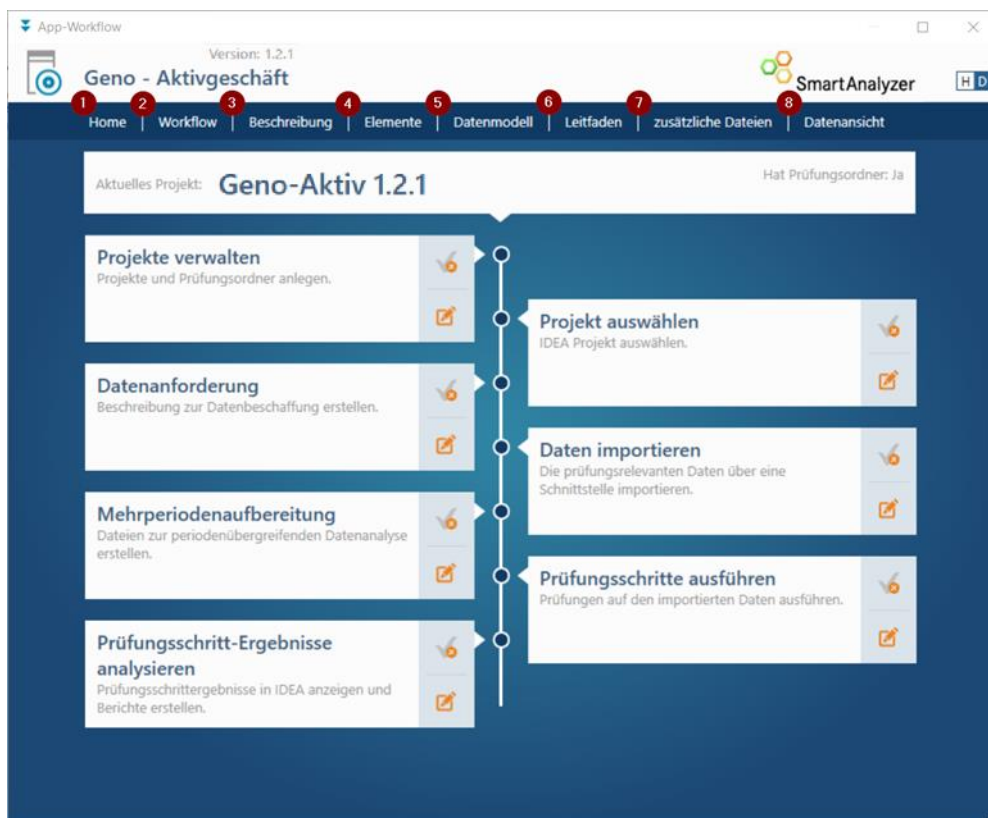 App-Workflow
Version: 1.2.1
Geno - Aktivgeschäft
SmartAnalyzer
H D
1 2 3 4 5 6 7 8
Home | Workflow | Beschreibung | Elemente | Datenmodell | Leitfaden | zusätzliche Dateien | Datenansicht
Aktuelles Projekt: Geno-Aktiv 1.2.1
Hat Prüfungsordner: Ja
Projekte verwalten
Projekte und Prüfungsordner anlegen.
Projekt auswählen
IDEA Projekt auswählen.
Datenanforderung
Beschreibung zur Datenbeschaffung erstellen.
Daten importieren
Die prüfungsrelevanten Daten über eine
Schnittstelle importieren.
Mehrperiodenaufbereitung
Dateien zur periodenübergreifenden Datenanalyse
erstellen.
Prüfungsschritte ausführen
Prüfungen auf den importierten Daten ausführen.
Prüfungsschritt-Ergebnisse
analysieren
Prüfungsschrittergebnisse in IDEA anzeigen und
Berichte erstellen.